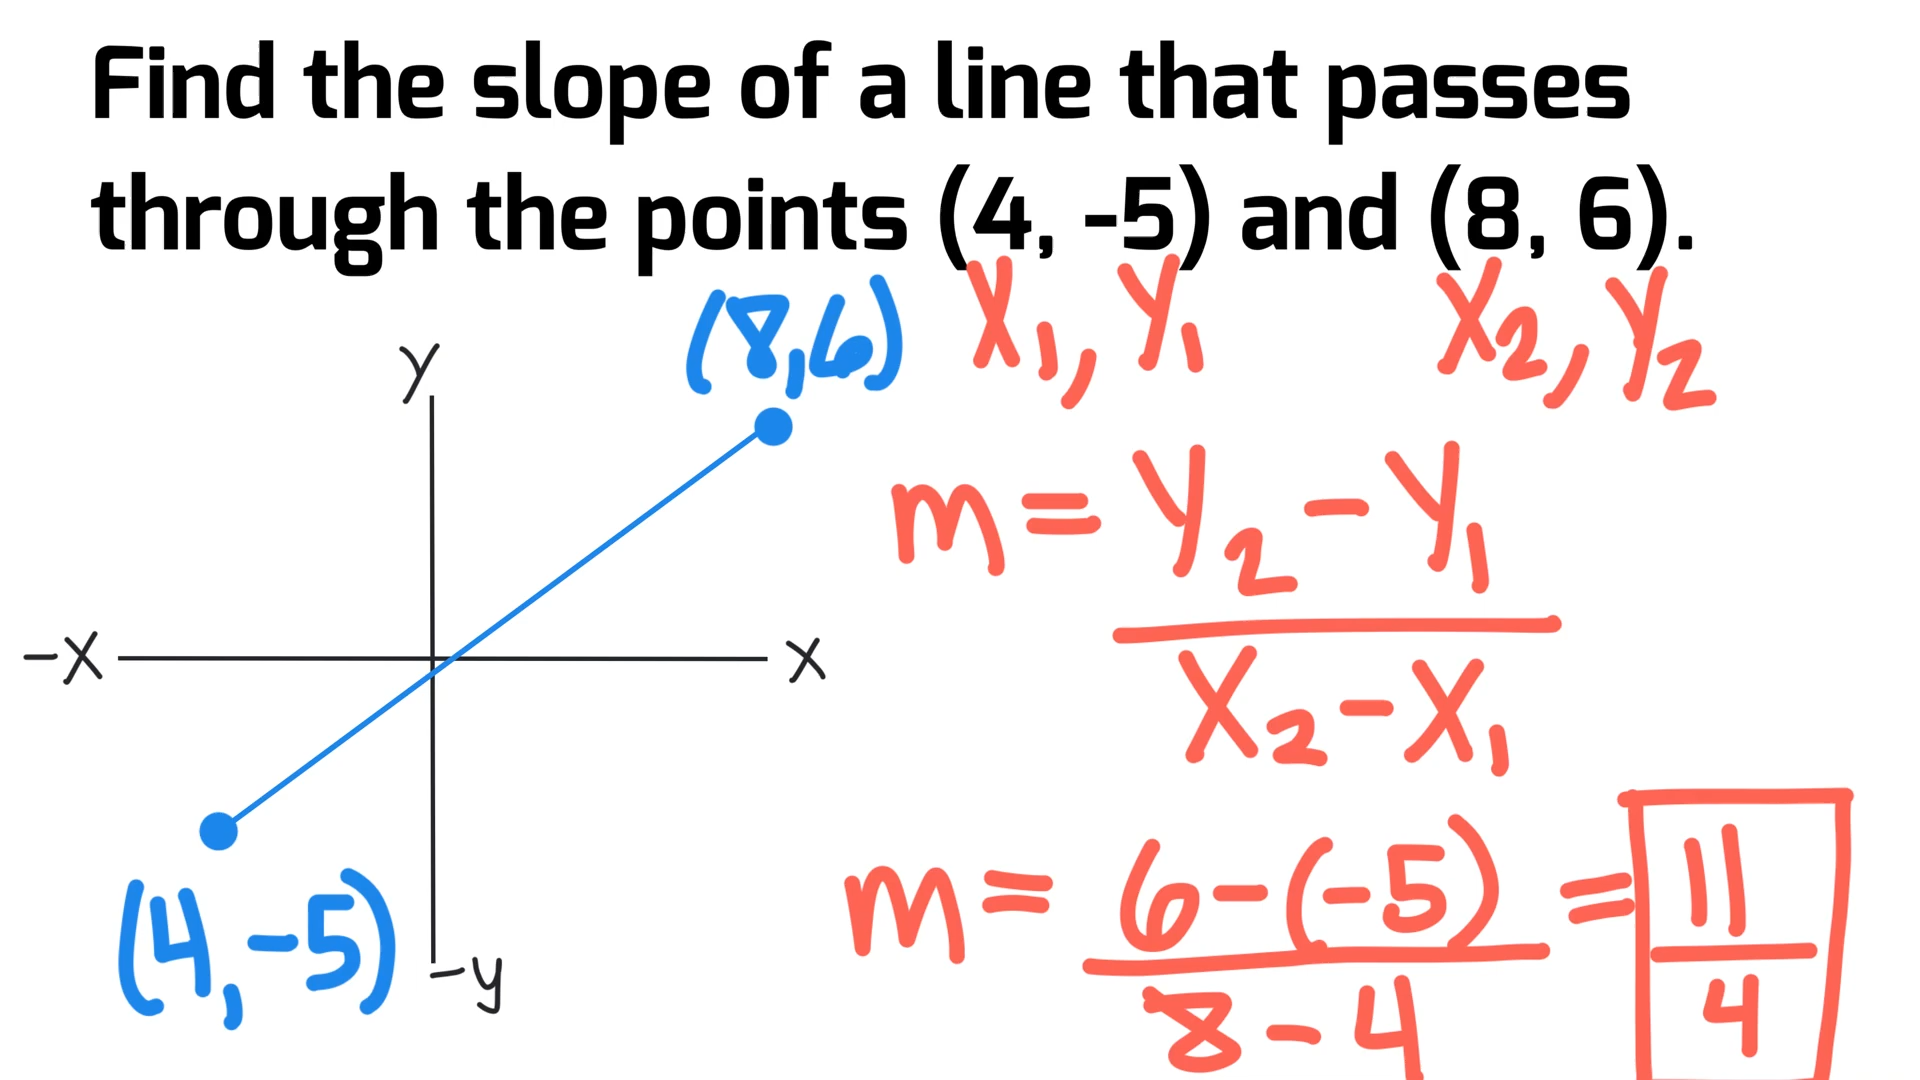 Find the slope of a line that passes
through the points (4, -5) and (8, 6).
(8,6) X₁, Y₁ X₂, Y₂
y
m = Y₂ - Y₁
X₂ - X₁
-X X
m = 6-(-5) = 11
8-4 4
(4,-5)
-y